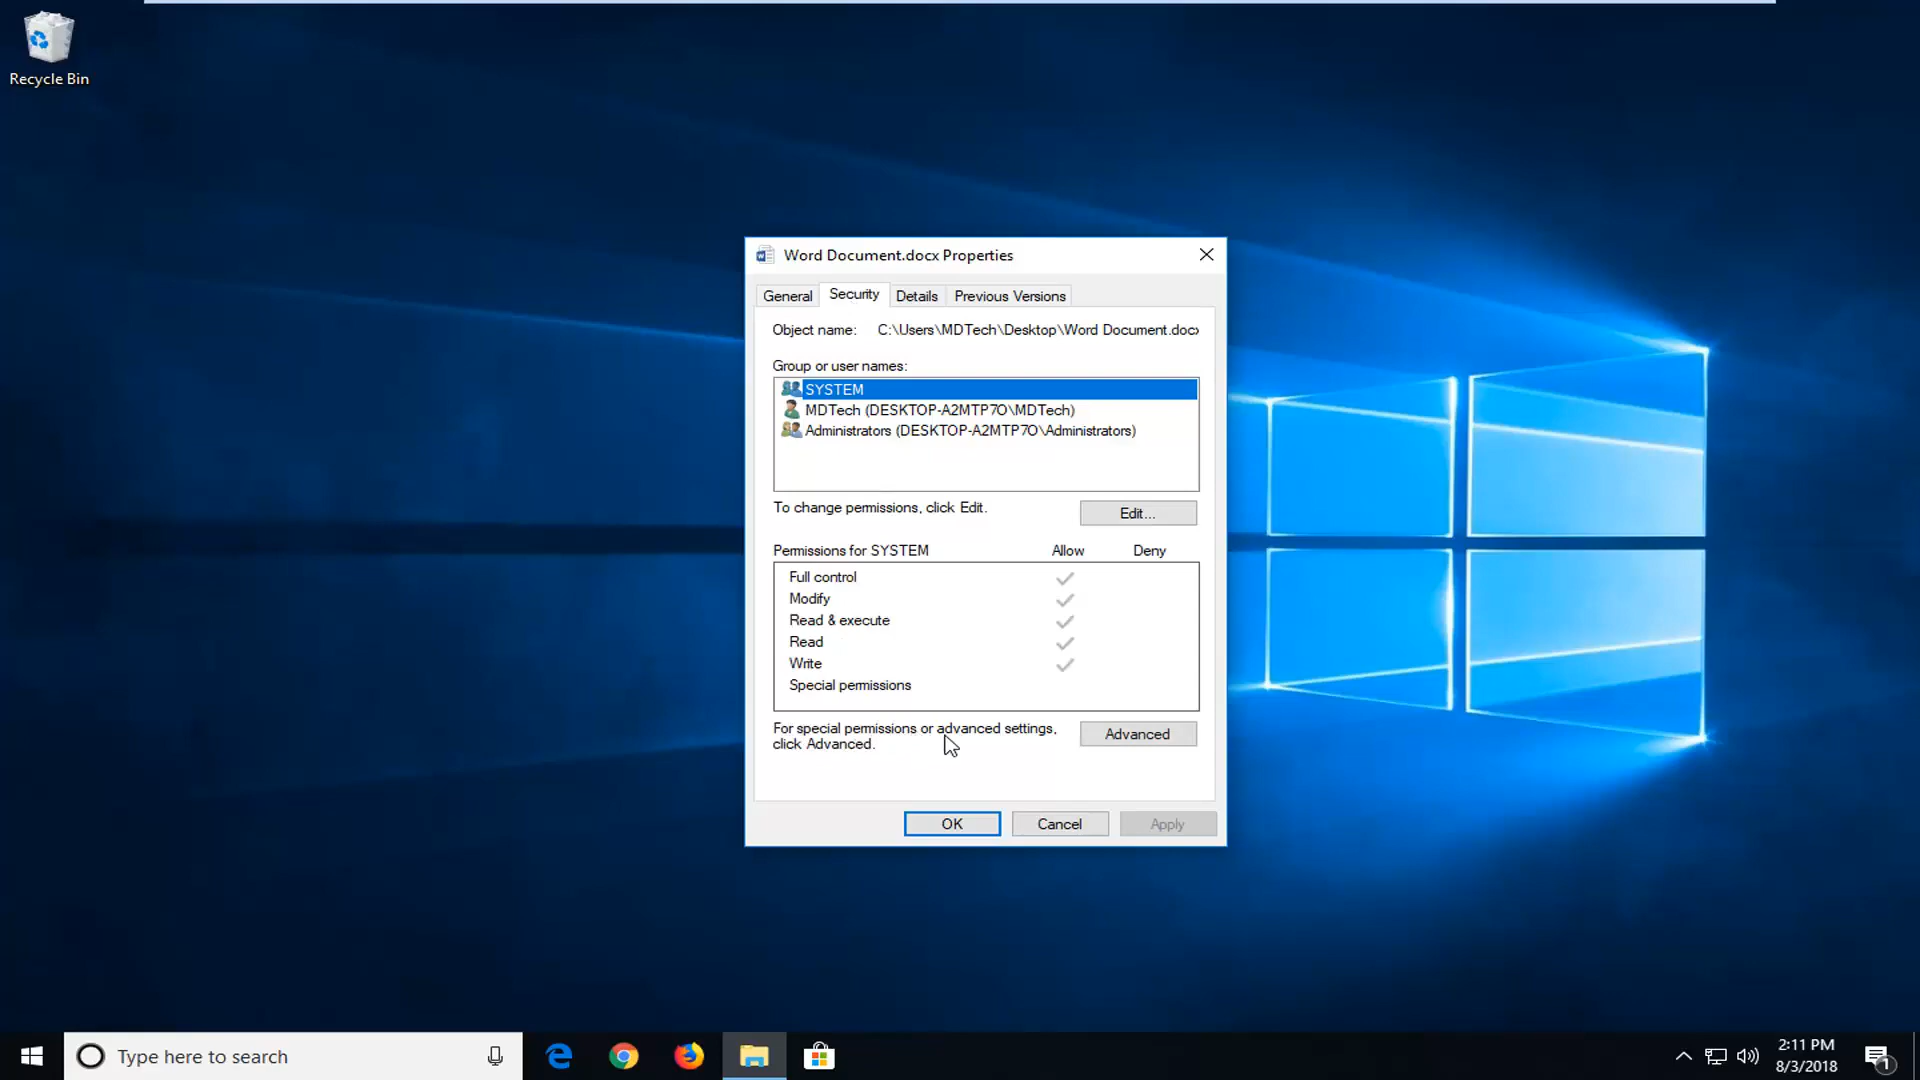 Recycle Bin
Word Document.docx Properties
General Security Details Previous Versions
Object name: C:\Users\MDTech\Desktop\Word Document.docx
Group or user names:
SYSTEM
MDTech (DESKTOP-A2MTP7O\MDTech)
Administrators (DESKTOP-A2MTP7O\Administrators)
To change permissions, click Edit.
Edit...
Permissions for SYSTEM Allow Deny
Full control
Modify
Read & execute
Read
Write
Special permissions
For special permissions or advanced settings,
click Advanced.
Advanced
OK Cancel Apply
Type here to search
2:11 PM
8/3/2018
1